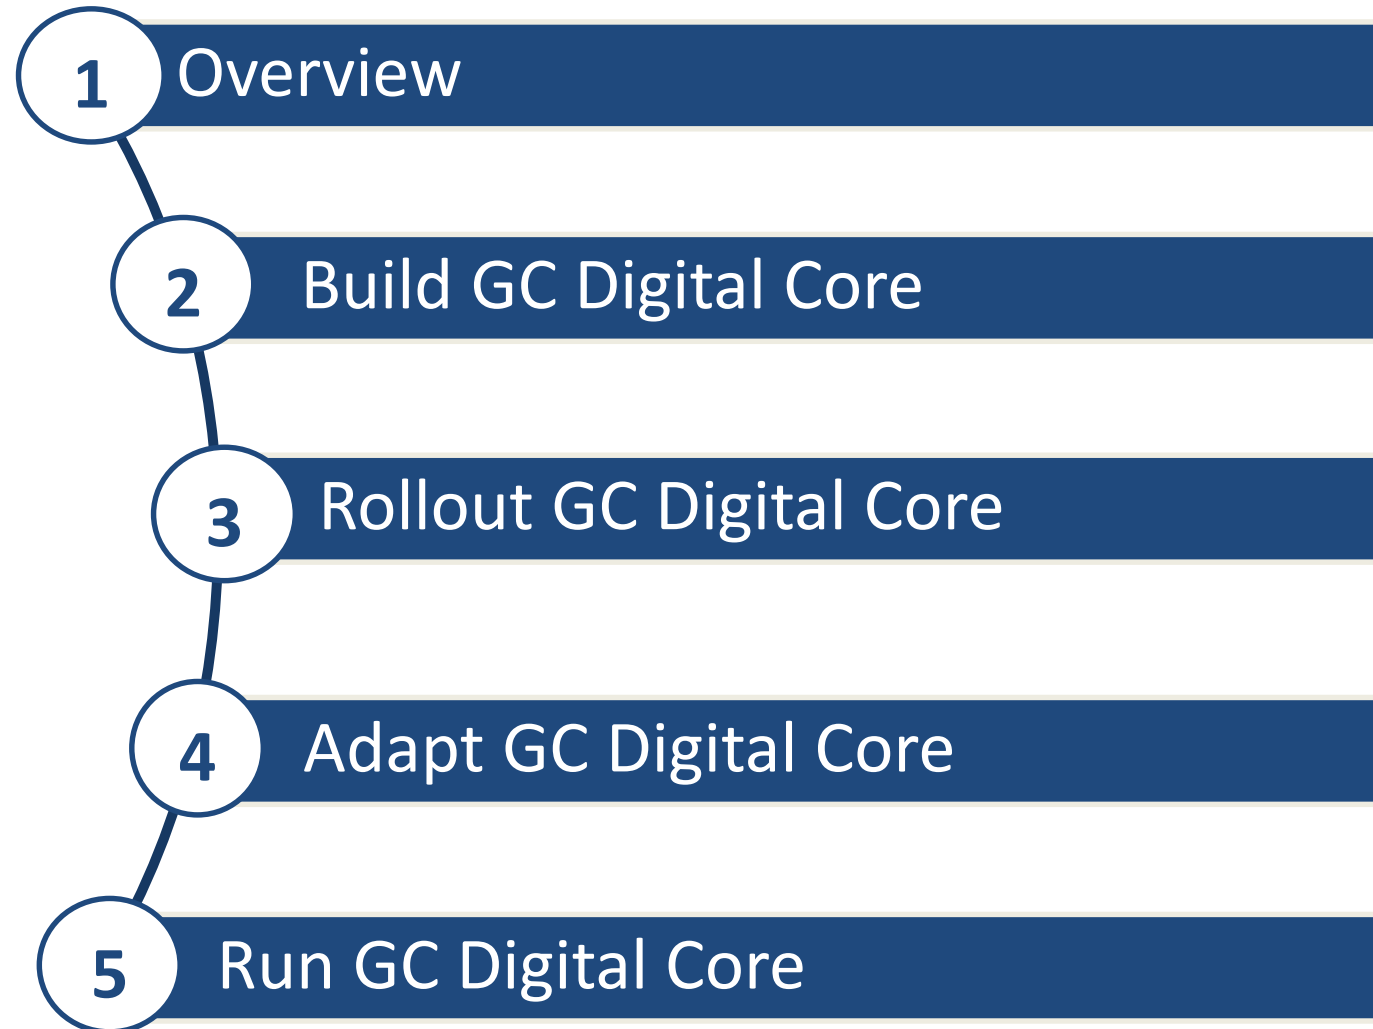 1 Overview
2 Build GC Digital Core
3 Rollout GC Digital Core
4 Adapt GC Digital Core
5 Run GC Digital Core